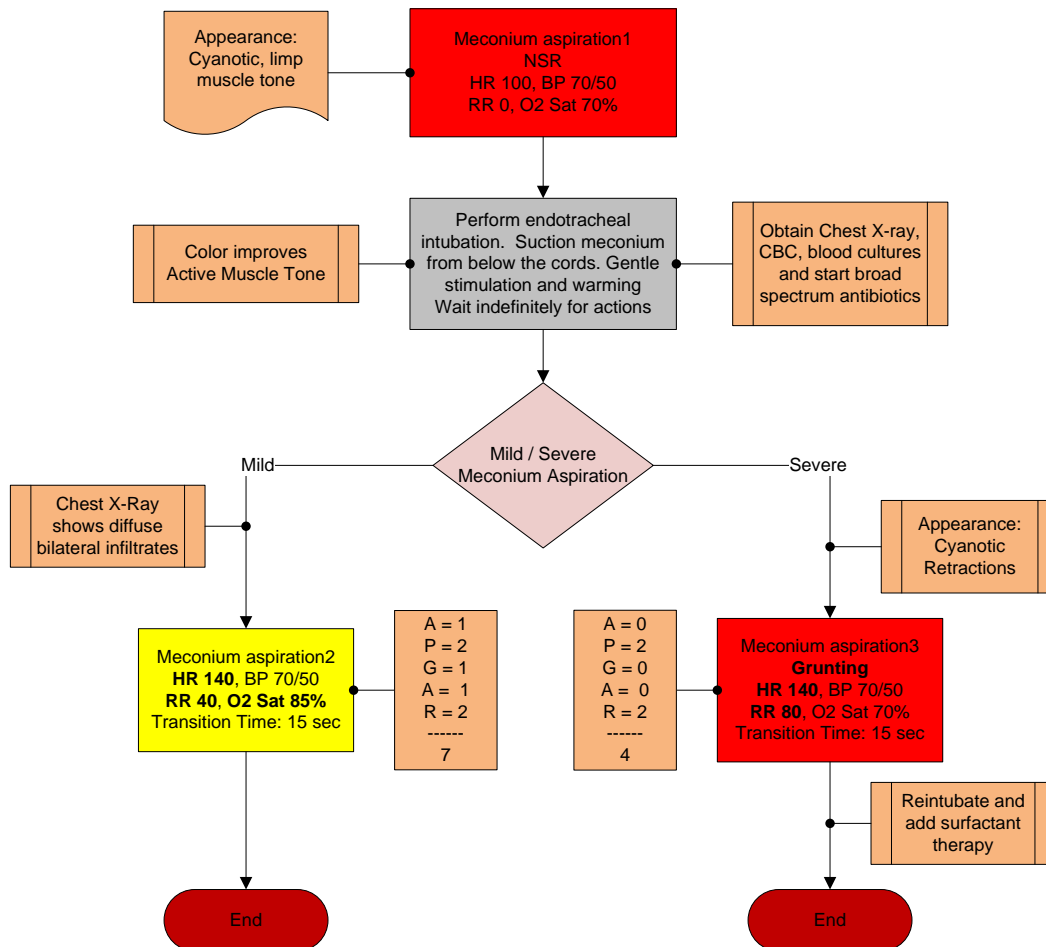 Appearance:
Cyanotic, limp
muscle tone
Meconium aspiration1
NSR
HR 100, BP 70/50
RR 0, O2 Sat 70%
Color improves
Active Muscle Tone
Perform endotracheal
intubation. Suction meconium
from below the cords. Gentle
stimulation and warming
Wait indefinitely for actions
Obtain Chest X-ray,
CBC, blood cultures
and start broad
spectrum antibiotics
Mild / Severe
Meconium Aspiration
Mild
Severe
Chest X-Ray
shows diffuse
bilateral infiltrates
Appearance:
Cyanotic
Retractions
Meconium aspiration2
HR 140, BP 70/50
RR 40, O2 Sat 85%
Transition Time: 15 sec
A = 1
P = 2
G = 1
A = 1
R = 2
------
7
A = 0
P = 2
G = 0
A = 0
R = 2
------
4
Meconium aspiration3
Grunting
HR 140, BP 70/50
RR 80, O2 Sat 70%
Transition Time: 15 sec
Reintubate and
add surfactant
therapy
End
End